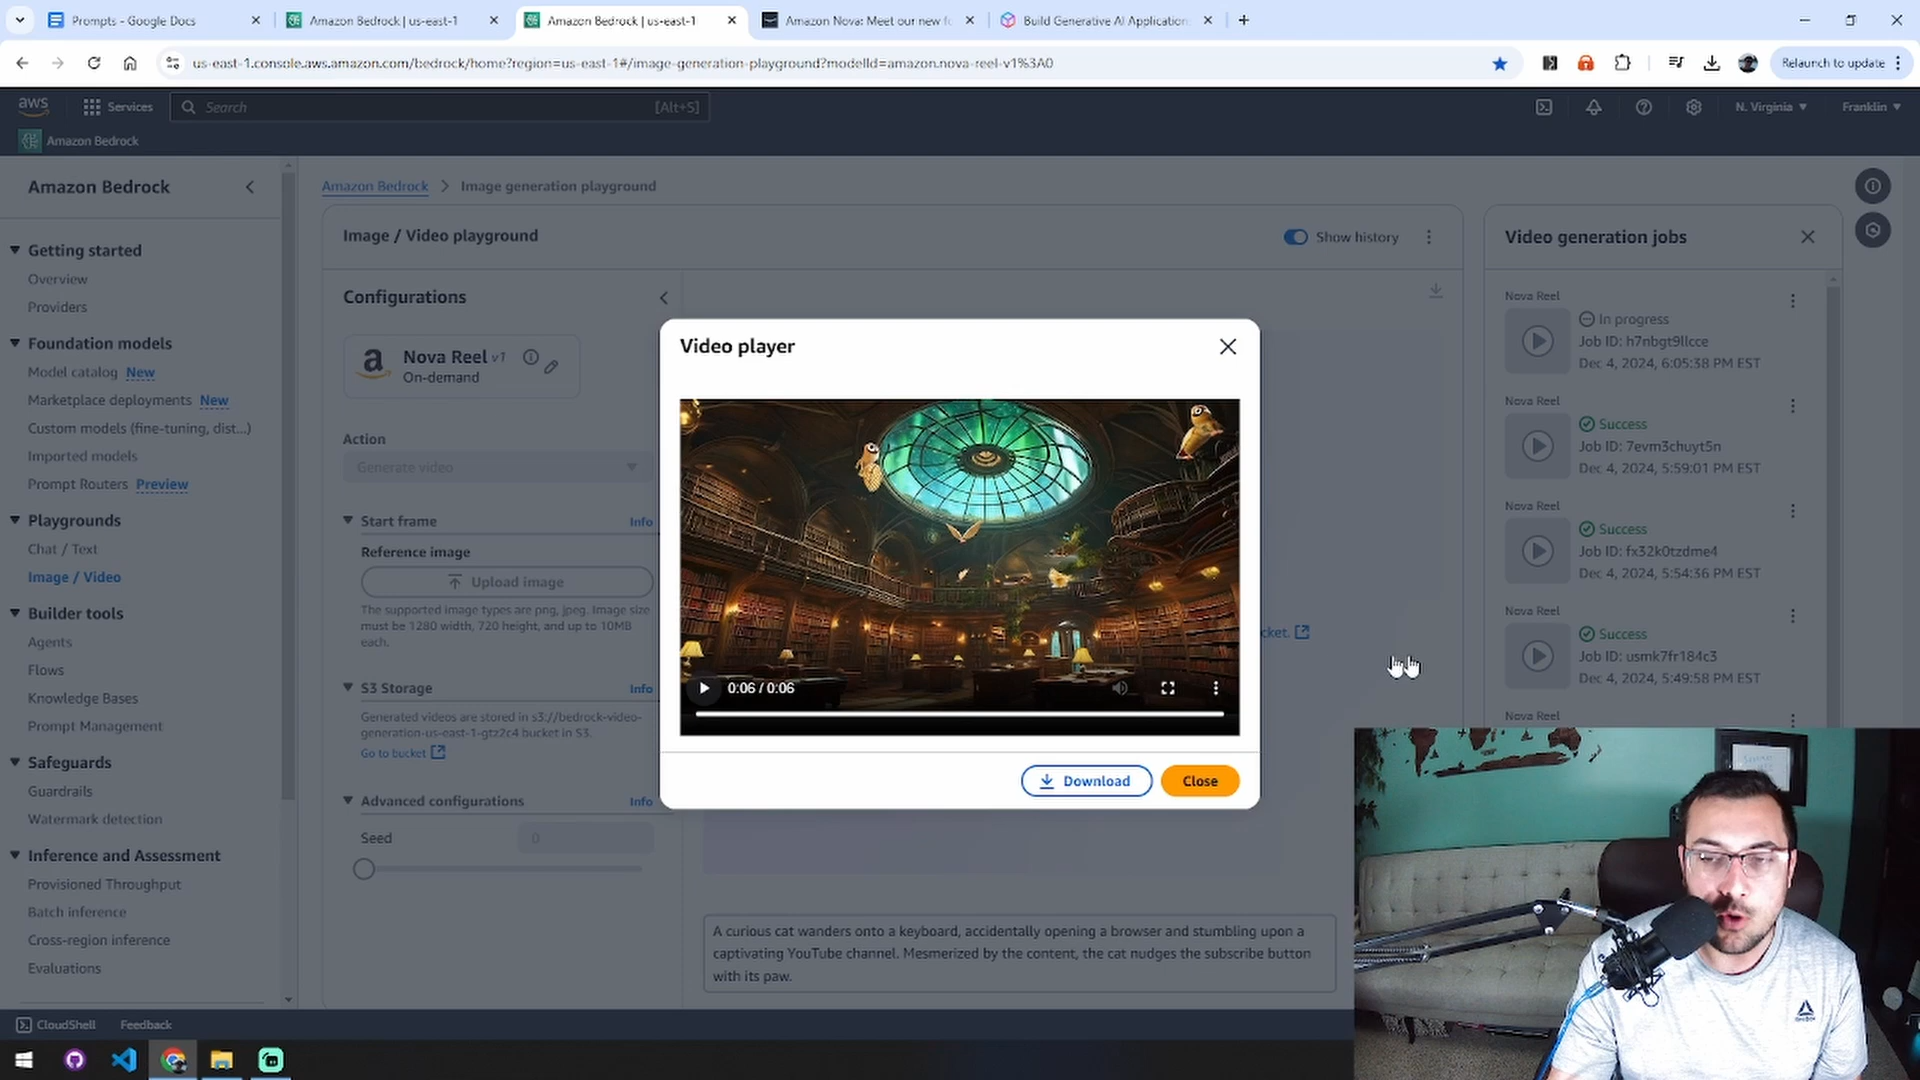 Prompts - Google Docs
Amazon Bedrock | us-east-1
Amazon Bedrock | us-east-1
Amazon Nova: Meet our new fo
Build Generative AI Application
us-east-1.console.aws.amazon.com/bedrock/home?region=us-east-1#/image-generation-playground?modelId=amazon.nova-reel-v1%3A0
Relaunch to update
aws
Services
Search
[Alt+S]
N. Virginia
Franklin
Amazon Bedrock
Amazon Bedrock
Getting started
Overview
Providers
Foundation models
Model catalog New
Marketplace deployments New
Custom models (fine-tuning, dist...)
Imported models
Prompt Routers Preview
Playgrounds
Chat / Text
Image / Video
Builder tools
Agents
Flows
Knowledge Bases
Prompt Management
Safeguards
Guardrails
Watermark detection
Inference and Assessment
Provisioned Throughput
Batch inference
Cross-region inference
Evaluations
Amazon Bedrock
Image generation playground
Image / Video playground
Show history
Configurations
a
Nova Reel v1
On-demand
Action
Generate video
Start frame
Info
Reference image
Upload image
The supported image types are png, jpeg. Image size
must be 1280 width, 720 height, and up to 10MB
each.
S3 Storage
Info
Generated videos are stored in s3://bedrock-video-
generation-us-east-1-gtz2c4 bucket in S3.
Go to bucket
Advanced configurations
Info
Seed
0
Video player
0:06 / 0:06
Download
Close
cket.
A curious cat wanders onto a keyboard, accidentally opening a browser and stumbling upon a
captivating YouTube channel. Mesmerized by the content, the cat nudges the subscribe button
with its paw.
Video generation jobs
Nova Reel
In progress
Job ID: h7nbgt9llcce
Dec 4, 2024, 6:05:38 PM EST
Nova Reel
Success
Job ID: 7evm3chuyt5n
Dec 4, 2024, 5:59:01 PM EST
Nova Reel
Success
Job ID: fx32k0tzdme4
Dec 4, 2024, 5:54:36 PM EST
Nova Reel
Success
Job ID: usmk7fr184c3
Dec 4, 2024, 5:49:58 PM EST
Nova Reel
CloudShell
Feedback